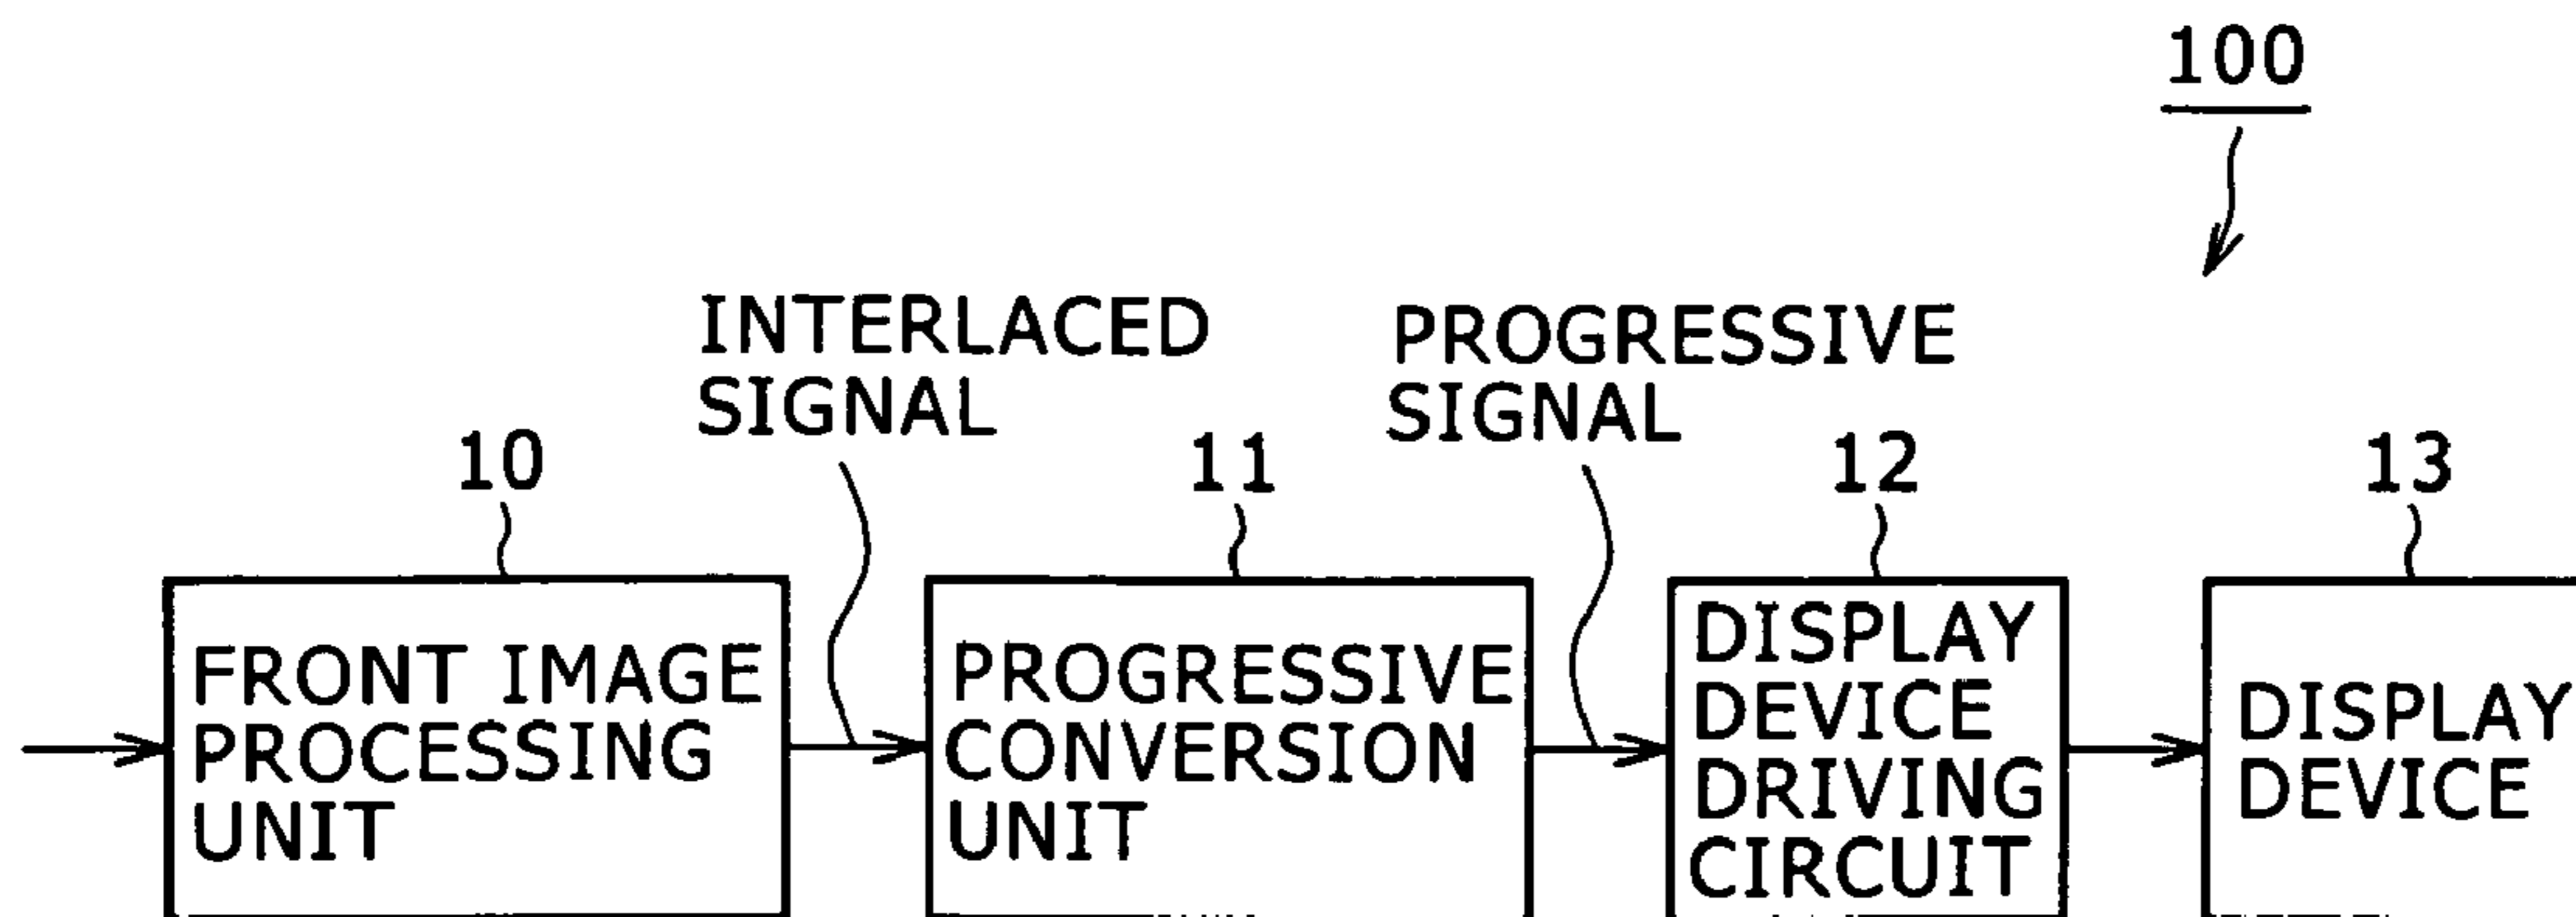 100
INTERLACED
SIGNAL
PROGRESSIVE
SIGNAL
10
11
12
13
FRONT IMAGE
PROCESSING
UNIT
PROGRESSIVE
CONVERSION
UNIT
DISPLAY
DEVICE
DRIVING
CIRCUIT
DISPLAY
DEVICE